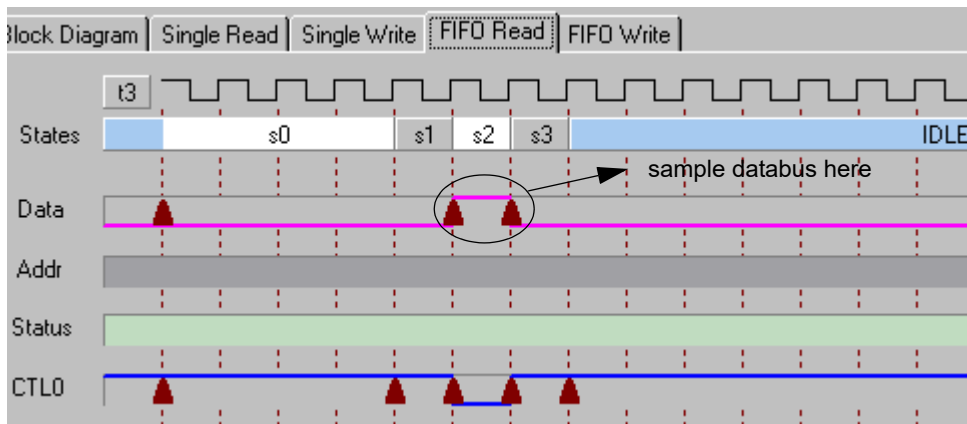 Block Diagram Single Read Single Write FIFO Read FIFO Write
t3
States s0 s1 s2 s3 IDLE
sample databus here
Data
Addr
Status
CTL0